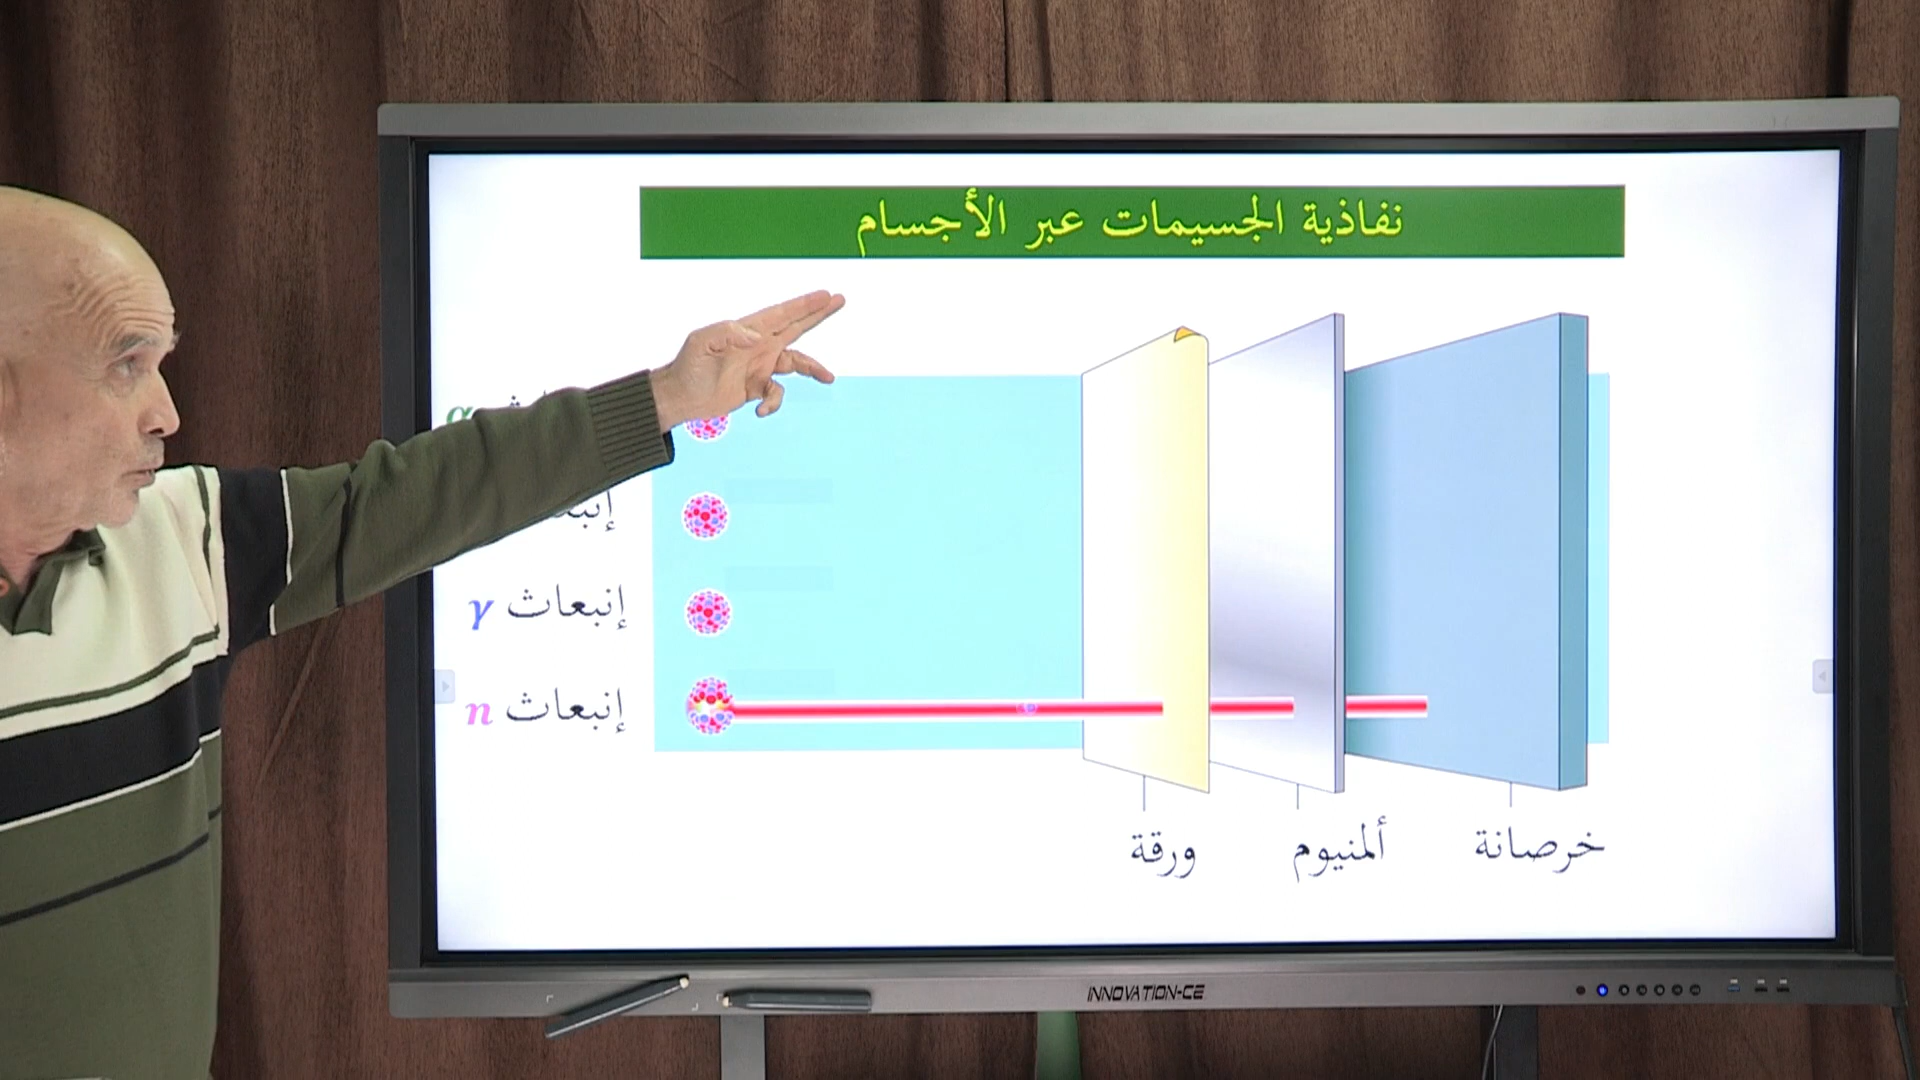 نفاذية الجسيمات عبر الأجسام
α
إنبعاث γ
إنبعاث n
ورقة ألمنيوم خرصانة
INNOVATION-CE